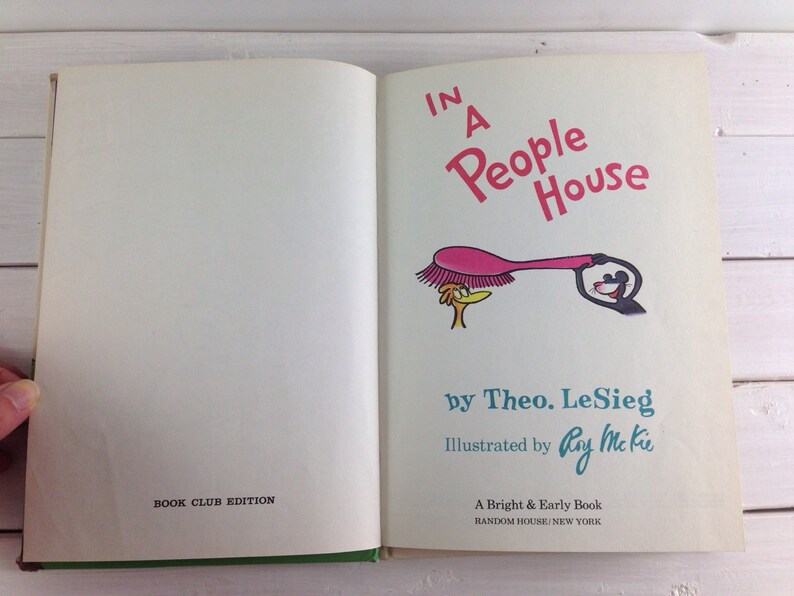 BOOK CLUB EDITION
IN
A
People
House
by Theo. LeSieg
Illustrated by Roy McKie
A Bright & Early Book
RANDOM HOUSE/NEW YORK